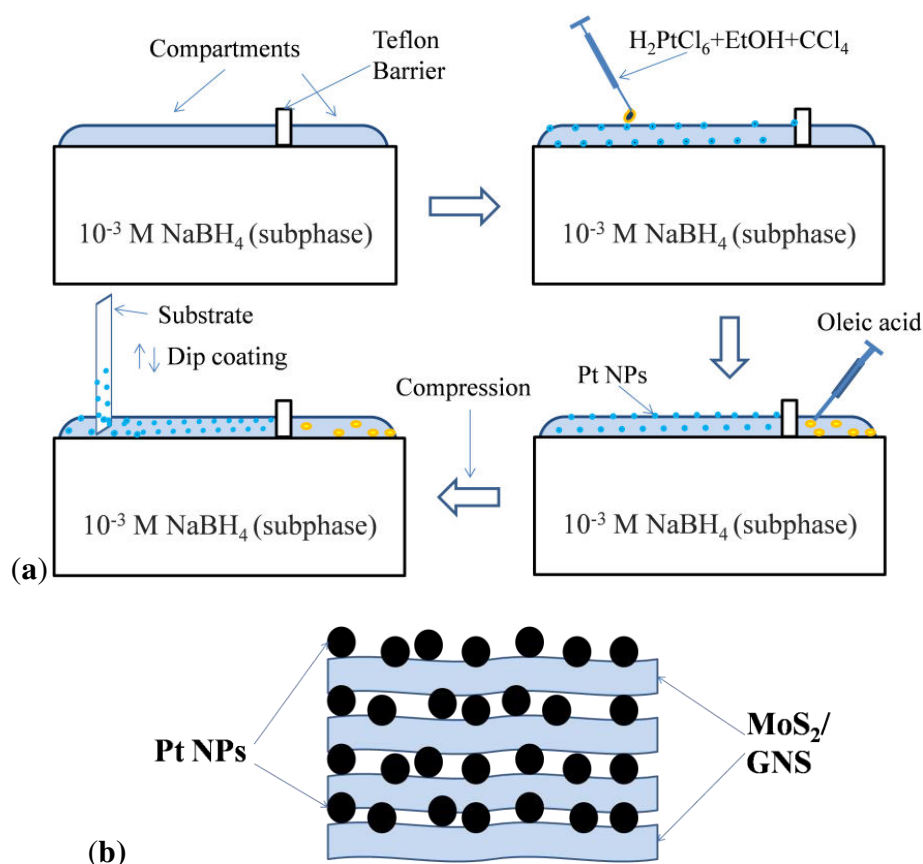 Compartments
Teflon
Barrier
10⁻³ M NaBH₄ (subphase)
H₂PtCl₆+EtOH+CCl₄
10⁻³ M NaBH₄ (subphase)
Substrate
Dip coating
10⁻³ M NaBH₄ (subphase)
Compression
Pt NPs
Oleic acid
10⁻³ M NaBH₄ (subphase)
(a)
Pt NPs
MoS₂/
GNS
(b)